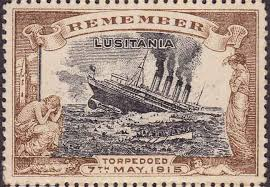 REMEMBER
LUSITANIA
TORPEDOED
7TH MAY, 1915